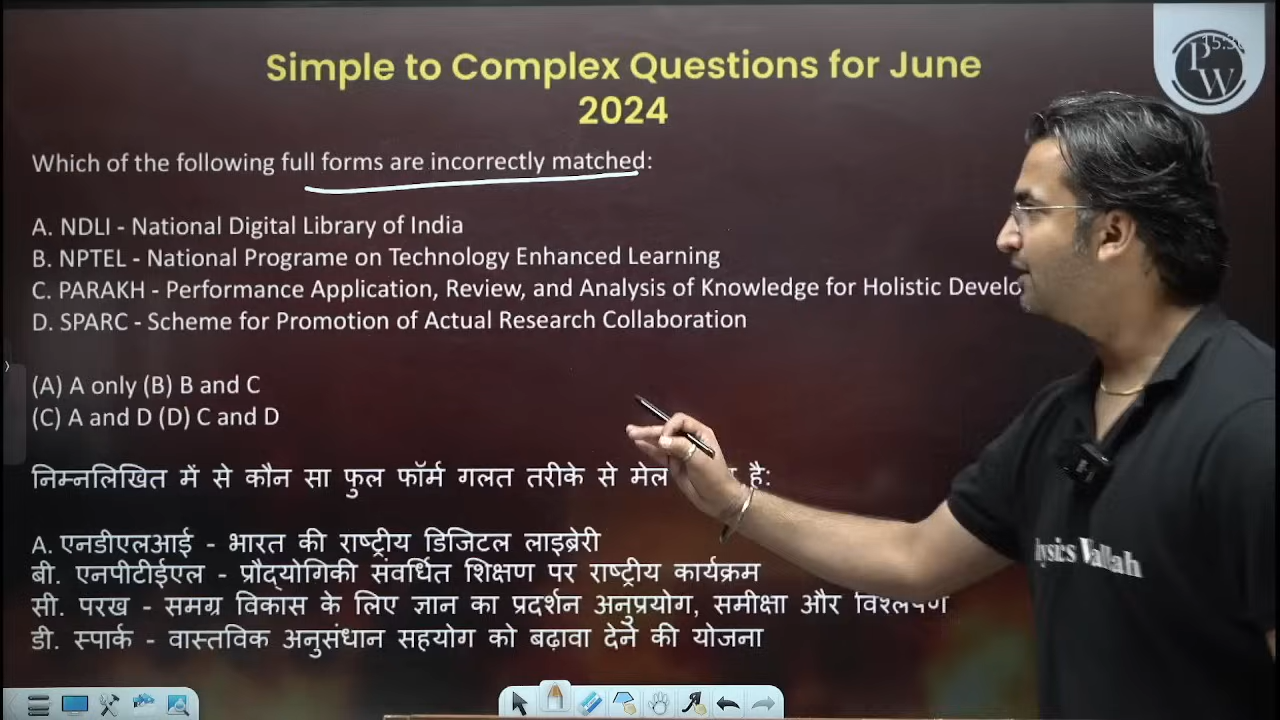 Simple to Complex Questions for June
2024
PW
Which of the following full forms are incorrectly matched:
A. NDLI - National Digital Library of India
B. NPTEL - National Programe on Technology Enhanced Learning
C. PARAKH - Performance Application, Review, and Analysis of Knowledge for Holistic
D. SPARC - Scheme for Promotion of Actual Research Collaboration
(A) A only (B) B and C
(C) A and D (D) C and D
निम्नलिखित में से कौन सा फुल फॉर्म गलत तरीके से मेल है:
A. एनडीएलआई - भारत की राष्ट्रीय डिजिटल लाइब्रेरी
बी. एनपीटीईएल - प्रौद्योगिकी संवर्धित शिक्षण पर राष्ट्रीय कार्यक्रम
सी. परख - समग्र विकास के लिए ज्ञान का प्रदर्शन अनुप्रयोग, समीक्षा और विश्लेषण
डी. स्पार्क - वास्तविक अनुसंधान सहयोग को बढ़ावा देने की योजना
Wallah